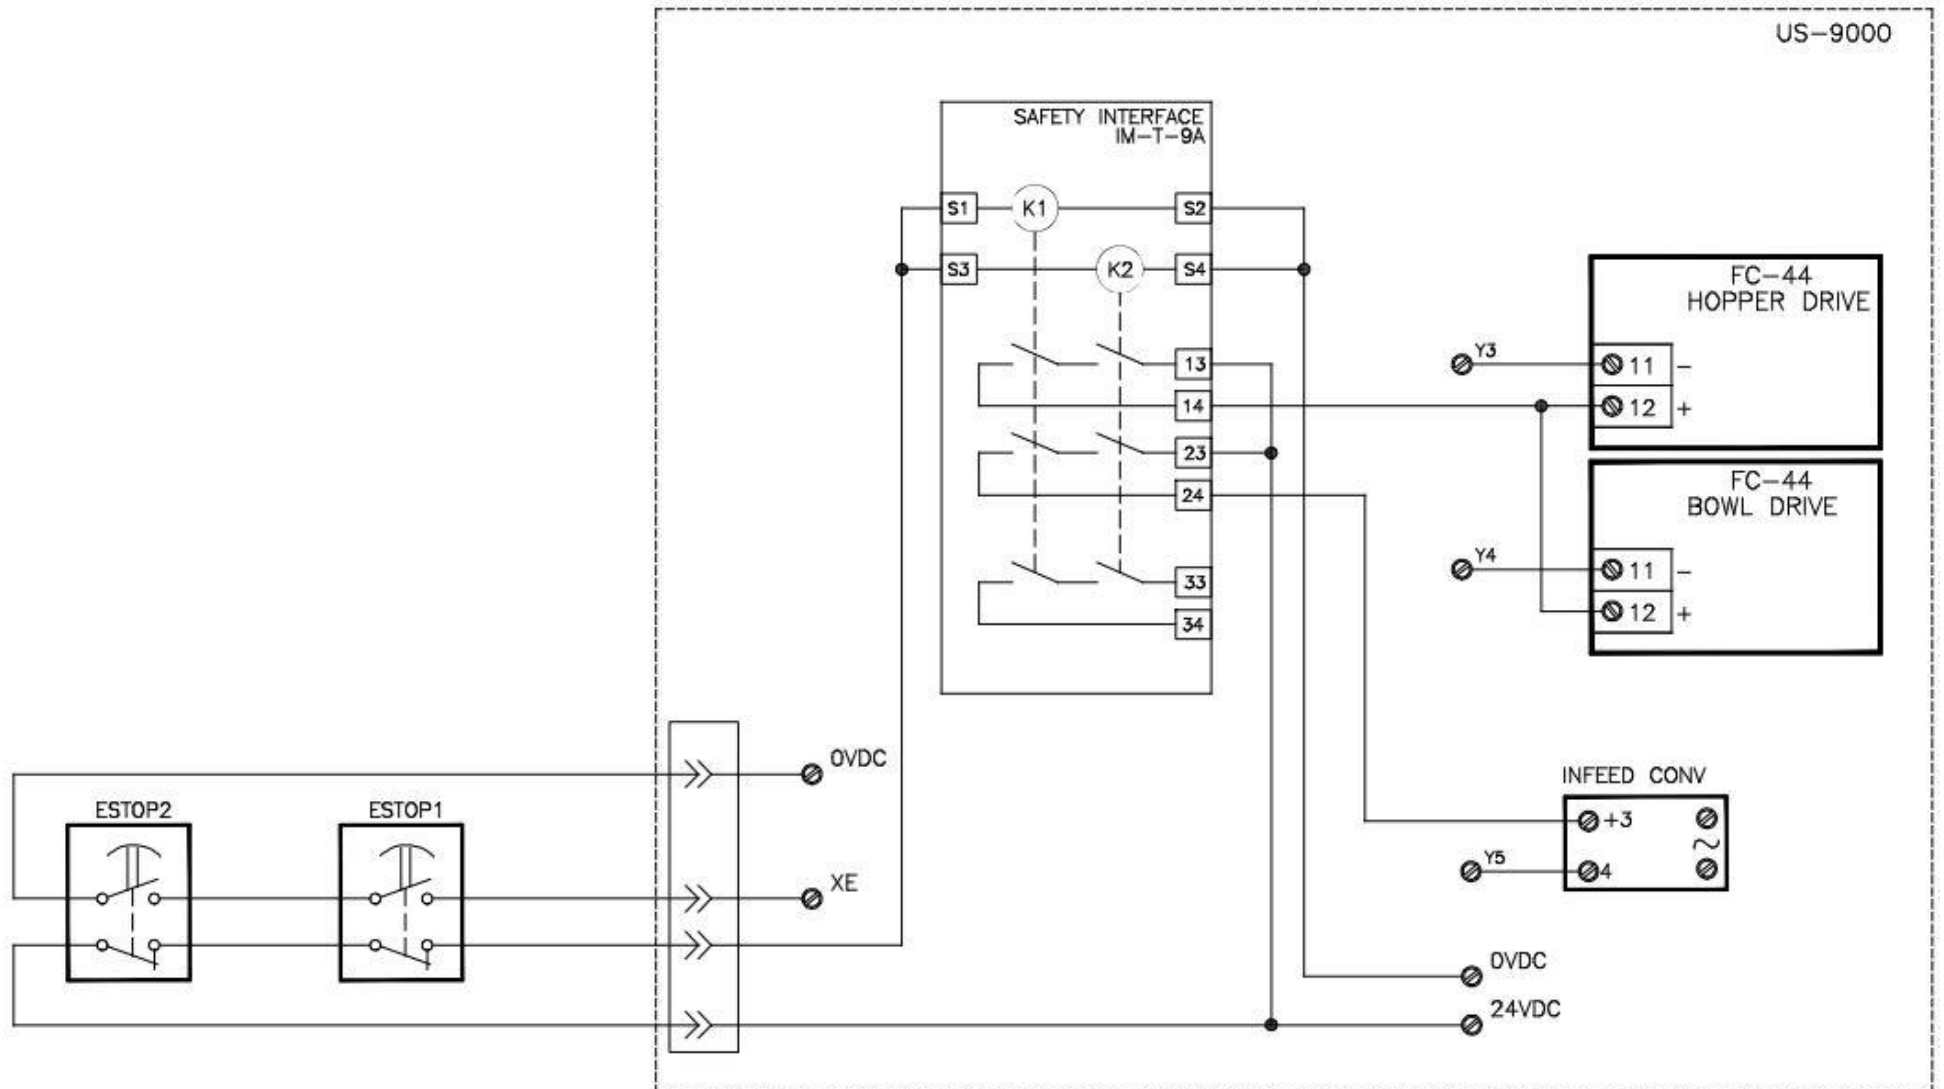 US-9000
SAFETY INTERFACE
IM-T-9A
S1
K1
S2
S3
K2
S4
13
14
23
24
33
34
FC-44
HOPPER DRIVE
Y3
11 -
12 +
FC-44
BOWL DRIVE
Y4
11 -
12 +
0VDC
XE
ESTOP2
ESTOP1
INFEED CONV
+3
Y5
4
0VDC
24VDC